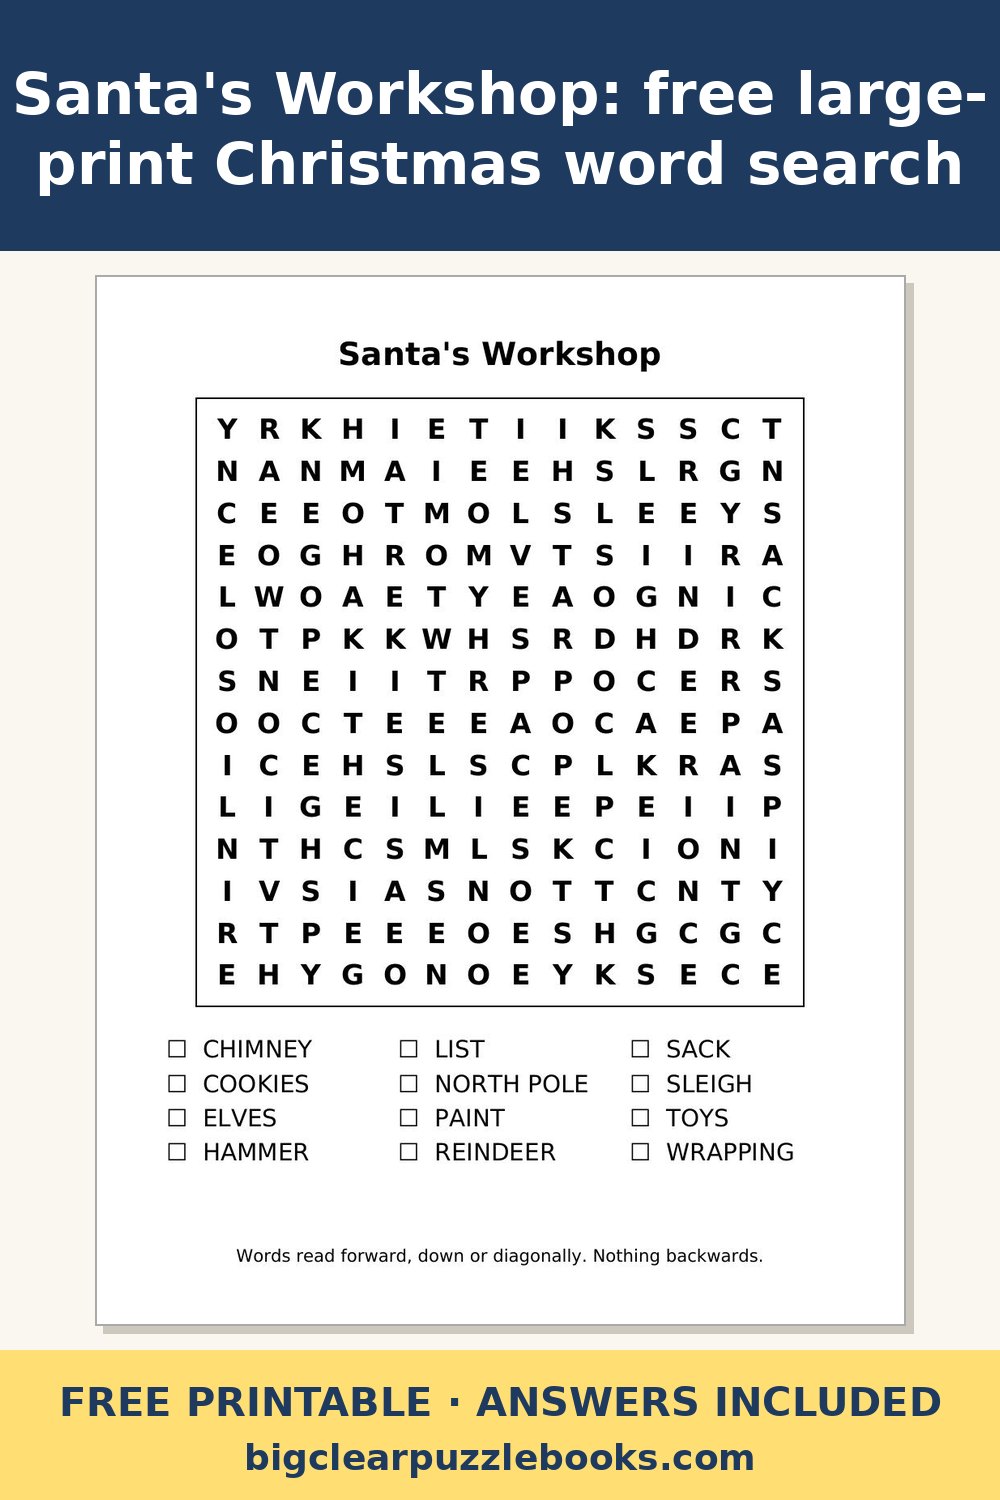 Santa's Workshop: free large-
print Christmas word search
Santa's Workshop
Y R K H I E T I I K S S C T
N A N M A I E E H S L R G N
C E E O T M O L S L E E Y S
E O G H R O M V T S I I R A
L W O A E T Y E A O G N I C
O T P K K W H S R D H D R K
S N E I I T R P P O C E R S
O O C T E E E A O C A E P A
I C E H S L S C P L K R A S
L I G E I L I E E P E I I P
N T H C S M L S K C I O N I
I V S I A S N O T T C N T Y
R T P E E E O E S H G C G C
E H Y G O N O E Y K S E C E
☐ CHIMNEY ☐ LIST ☐ SACK
☐ COOKIES ☐ NORTH POLE ☐ SLEIGH
☐ ELVES ☐ PAINT ☐ TOYS
☐ HAMMER ☐ REINDEER ☐ WRAPPING
Words read forward, down or diagonally. Nothing backwards.
FREE PRINTABLE · ANSWERS INCLUDED
bigclearpuzzlebooks.com